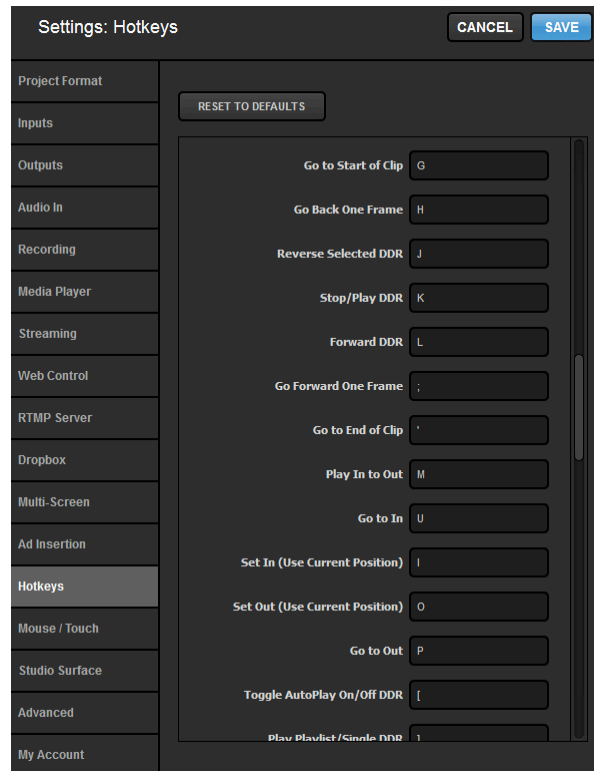 Settings: Hotkeys
CANCEL
SAVE
Project Format
Inputs
Outputs
Audio In
Recording
Media Player
Streaming
Web Control
RTMP Server
Dropbox
Multi-Screen
Ad Insertion
Hotkeys
Mouse / Touch
Studio Surface
Advanced
My Account
RESET TO DEFAULTS
Go to Start of Clip G
Go Back One Frame H
Reverse Selected DDR J
Stop/Play DDR K
Forward DDR L
Go Forward One Frame ;
Go to End of Clip '
Play In to Out M
Go to In U
Set In (Use Current Position) I
Set Out (Use Current Position) O
Go to Out P
Toggle AutoPlay On/Off DDR [
Play Playlist/Single DDR ]